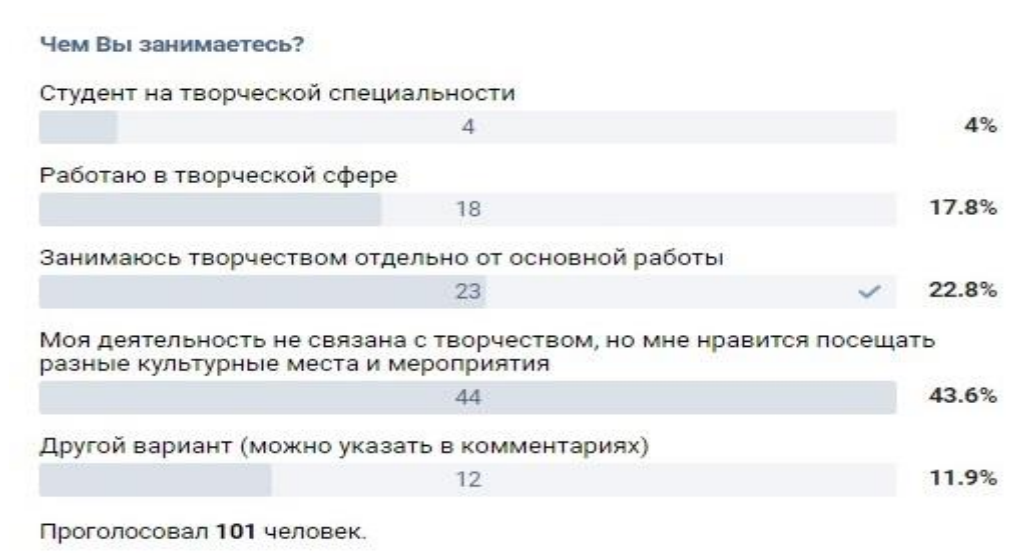 Чем Вы занимаетесь?
Студент на творческой специальности
4
4%
Работаю в творческой сфере
18
17.8%
Занимаюсь творчеством отдельно от основной работы
23
22.8%
Моя деятельность не связана с творчеством, но мне нравится посещать
разные культурные места и мероприятия
44
43.6%
Другой вариант (можно указать в комментариях)
12
11.9%
Проголосовал 101 человек.